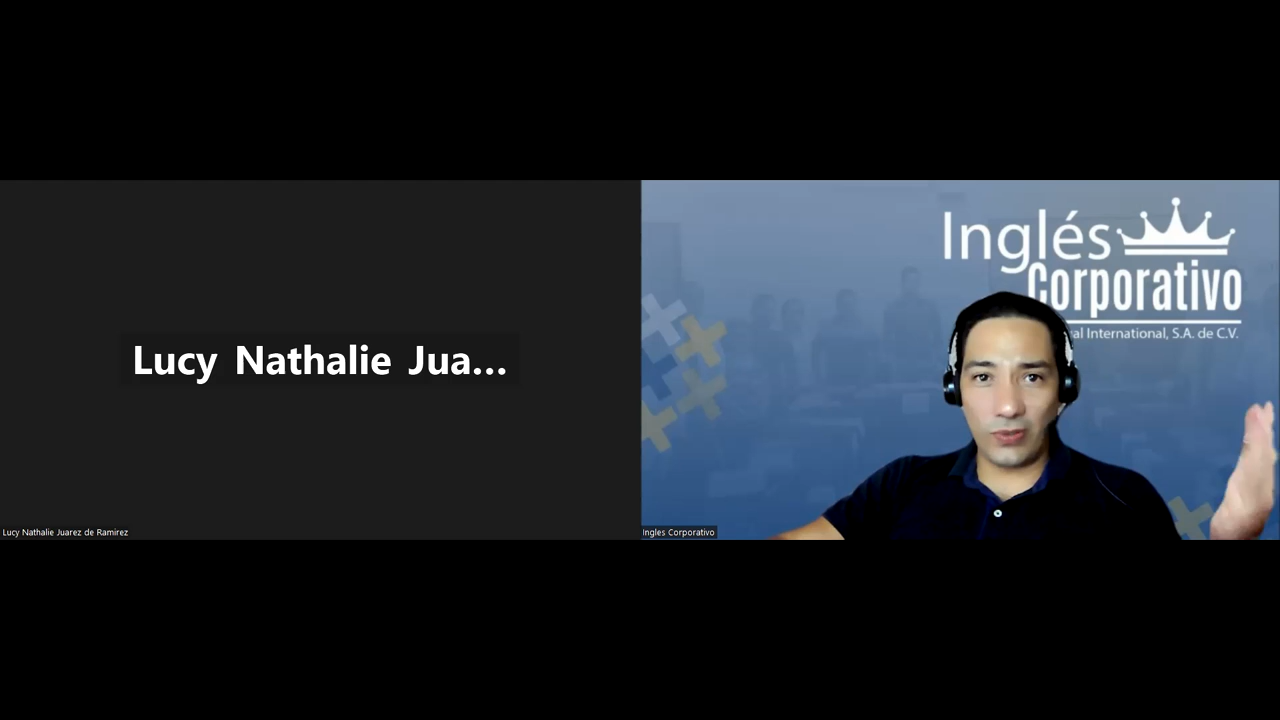 Lucy Nathalie Jua...
Lucy Nathalie Juarez de Ramirez
Inglés
Corporativo
al International, S.A. de C.V.
Ingles Corporativo